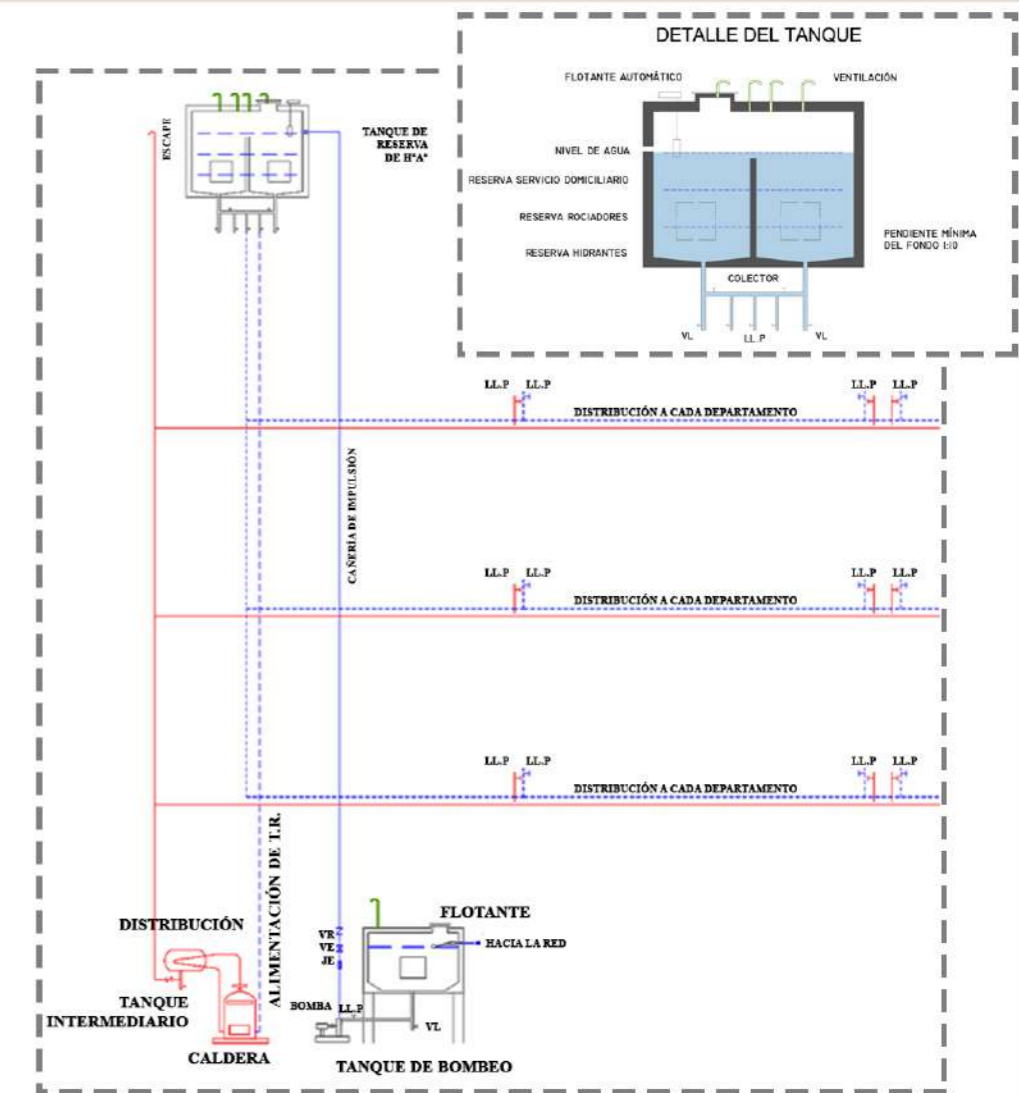 DETALLE DEL TANQUE
FLOTANTE AUTOMÁTICO
VENTILACIÓN
NIVEL DE AGUA
RESERVA SERVICIO DOMICILIARIO
RESERVA ROCIADORES
RESERVA HIDRANTES
PENDIENTE MÍNIMA
DEL FONDO 1:10
COLECTOR
VL
LL.P
VL
ESCAPE
TANQUE DE
RESERVA
DE HºAº
CAÑERÍA DE IMPULSIÓN
LL.P LL.P
DISTRIBUCIÓN A CADA DEPARTAMENTO
LL.P LL.P
LL.P LL.P
DISTRIBUCIÓN A CADA DEPARTAMENTO
LL.P LL.P
LL.P LL.P
DISTRIBUCIÓN A CADA DEPARTAMENTO
LL.P LL.P
ALIMENTACIÓN DE T.R.
DISTRIBUCIÓN
TANQUE
INTERMEDIARIO
CALDERA
VR
VE
JE
BOMBA
LL.P
FLOTANTE
HACIA LA RED
VL
TANQUE DE BOMBEO